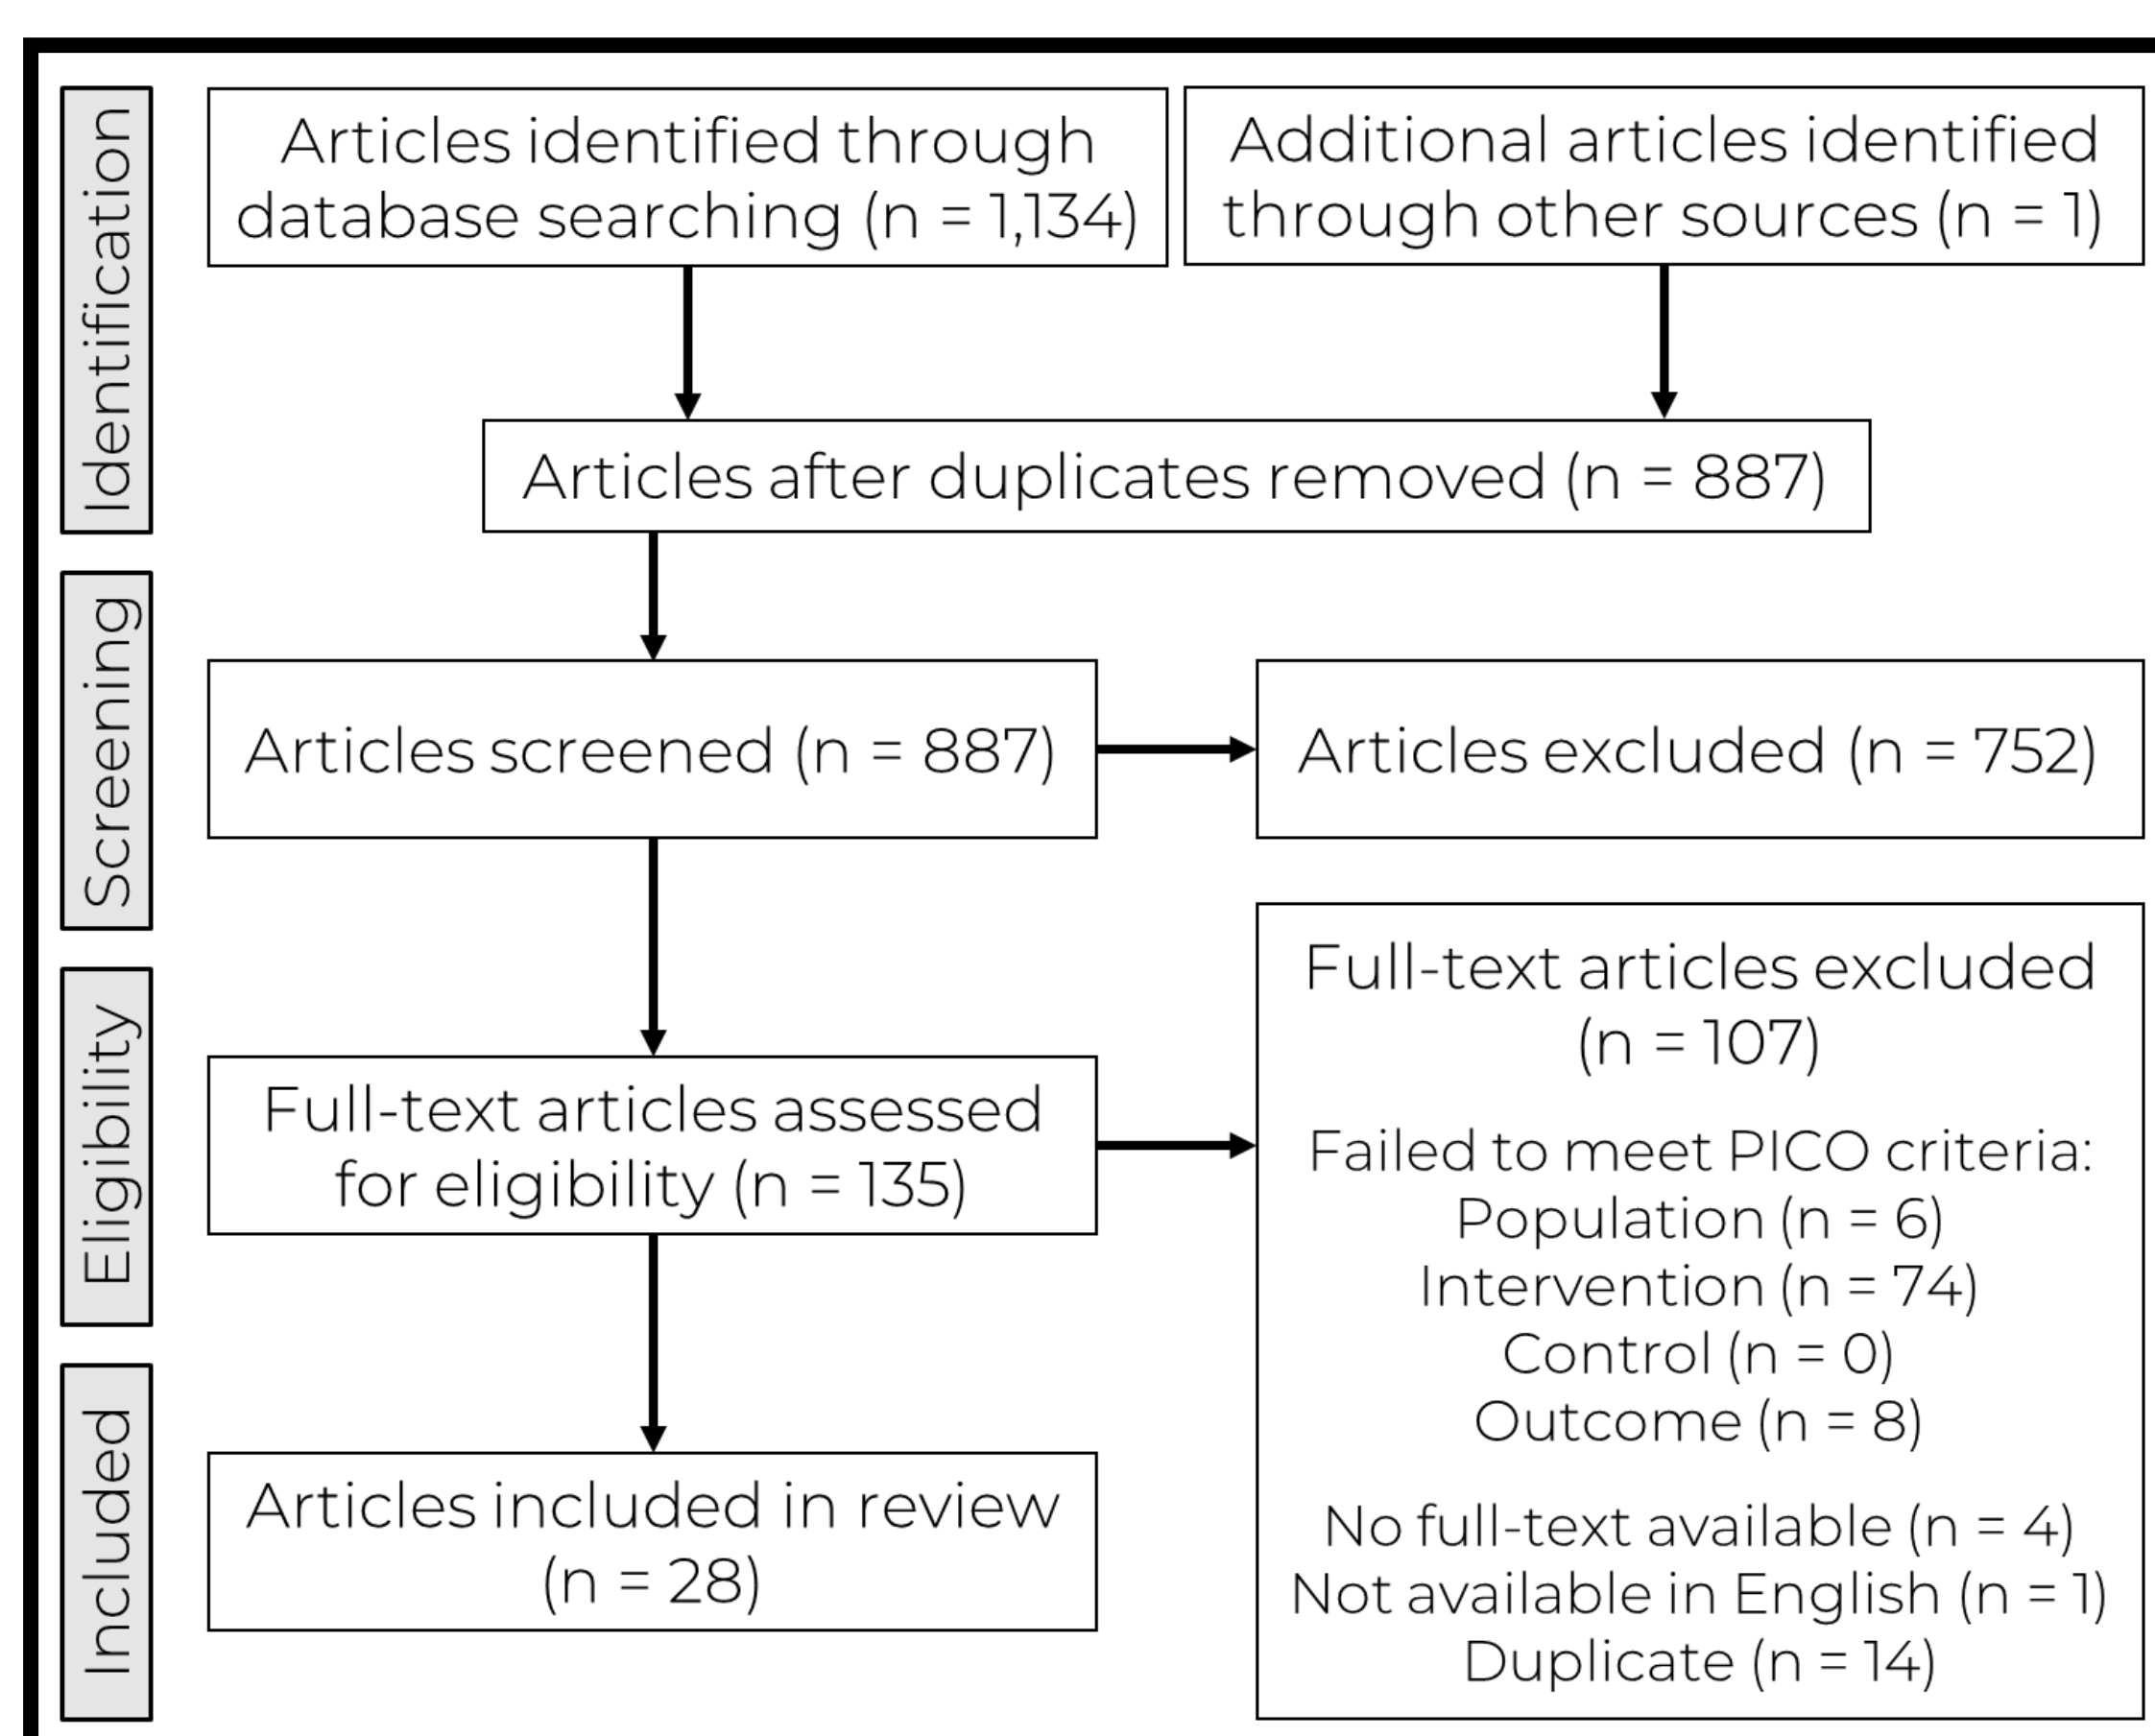 Identification
Articles identified through
database searching (n = 1,134)
Additional articles identified
through other sources (n = 1)
Articles after duplicates removed (n = 887)
Screening
Articles screened (n = 887)
Articles excluded (n = 752)
Eligibility
Full-text articles assessed
for eligibility (n = 135)
Full-text articles excluded
(n = 107)
Failed to meet PICO criteria:
Population (n = 6)
Intervention (n = 74)
Control (n = 0)
Outcome (n = 8)
No full-text available (n = 4)
Not available in English (n = 1)
Duplicate (n = 14)
Included
Articles included in review
(n = 28)